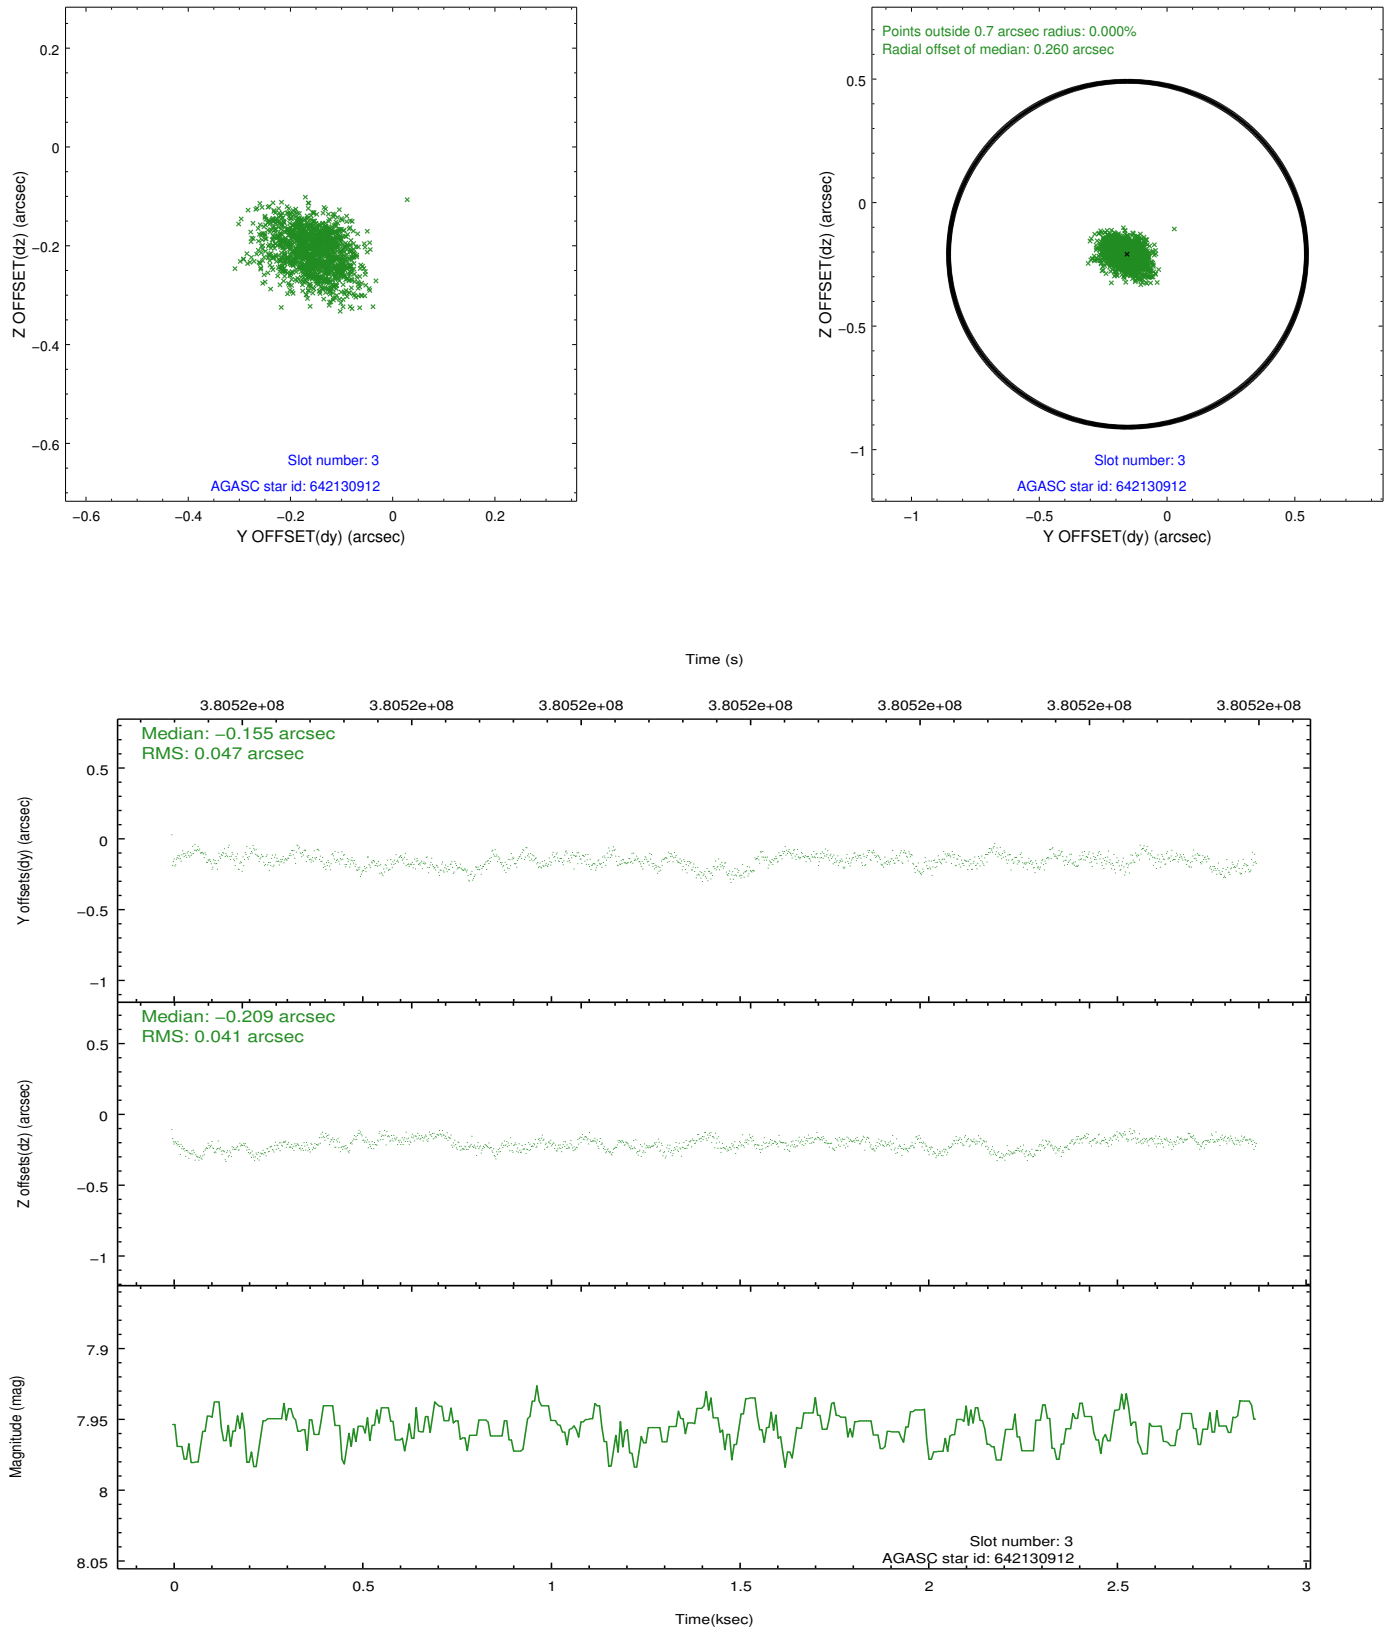 0.2
0
−0.2
−0.4
−0.6
Z OFFSET(dz) (arcsec)
Slot number: 3
AGASC star id: 642130912
−0.6
−0.4
−0.2
0
0.2
Y OFFSET(dy) (arcsec)
Points outside 0.7 arcsec radius: 0.000%
Radial offset of median: 0.260 arcsec
0.5
0
−0.5
−1
Z OFFSET(dz) (arcsec)
Slot number: 3
AGASC star id: 642130912
−1
−0.5
0
0.5
Y OFFSET(dy) (arcsec)
Time (s)
3.8052e+08
3.8052e+08
3.8052e+08
3.8052e+08
3.8052e+08
3.8052e+08
3.8052e+08
Median: −0.155 arcsec
RMS: 0.047 arcsec
0.5
0
−0.5
−1
Y offsets(dy) (arcsec)
Median: −0.209 arcsec
RMS: 0.041 arcsec
0.5
0
−0.5
−1
Z offsets(dz) (arcsec)
7.9
7.95
8
8.05
Magnitude (mag)
Slot number: 3
AGASC star id: 642130912
0
0.5
1
1.5
2
2.5
3
Time(ksec)